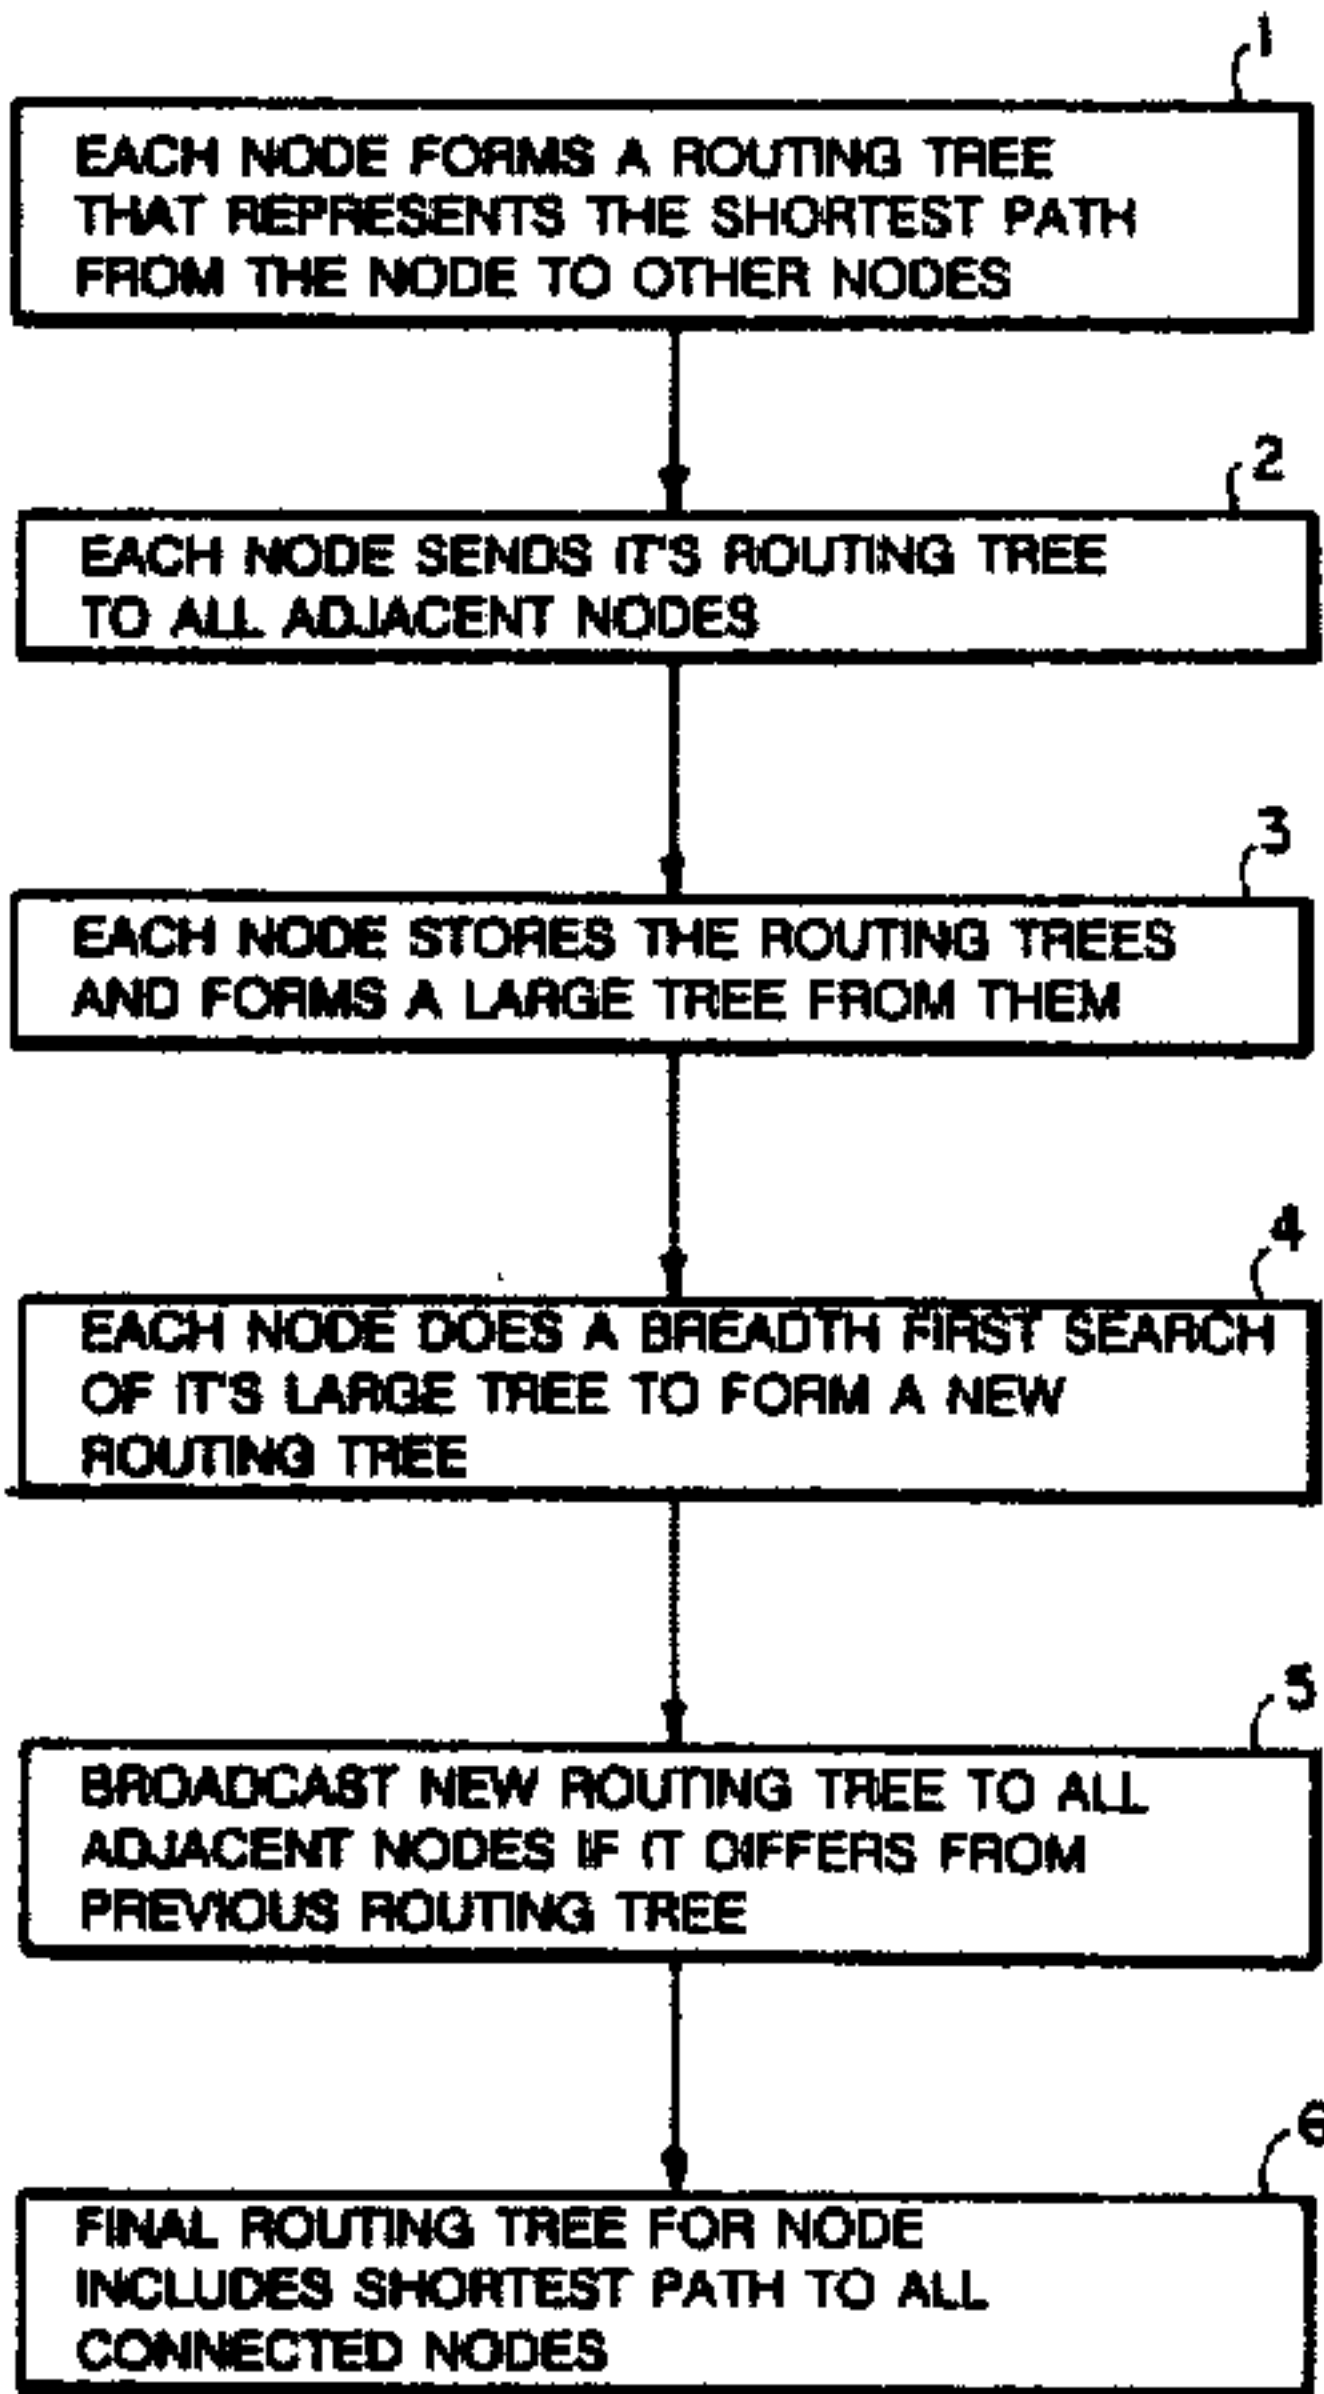 1
EACH NODE FORMS A ROUTING TREE
THAT REPRESENTS THE SHORTEST PATH
FROM THE NODE TO OTHER NODES
2
EACH NODE SENDS IT'S ROUTING TREE
TO ALL ADJACENT NODES
3
EACH NODE STORES THE ROUTING TREES
AND FORMS A LARGE TREE FROM THEM
4
EACH NODE DOES A BREADTH FIRST SEARCH
OF IT'S LARGE TREE TO FORM A NEW
ROUTING TREE
5
BROADCAST NEW ROUTING TREE TO ALL
ADJACENT NODES IF IT DIFFERS FROM
PREVIOUS ROUTING TREE
6
FINAL ROUTING TREE FOR NODE
INCLUDES SHORTEST PATH TO ALL
CONNECTED NODES